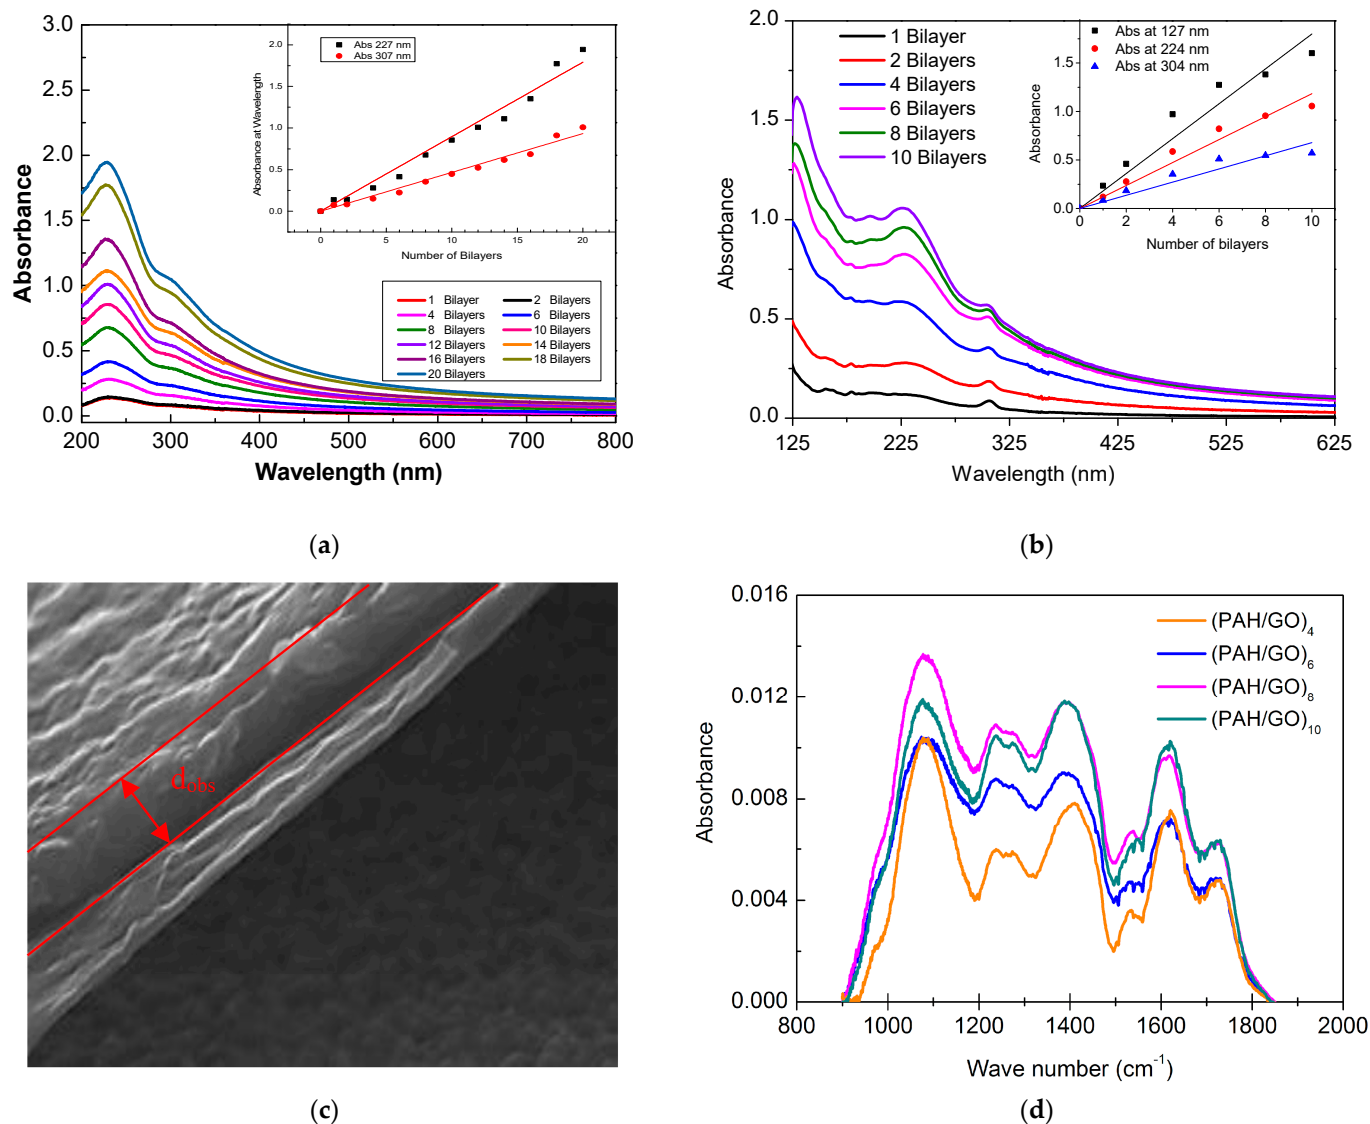 3.0
2.5
2.0
1.5
1.0
0.5
0.0
200 300 400 500 600 700 800
Absorbance
Wavelength (nm)
Abs 227 nm
Abs 307 nm
2.0
1.5
1.0
0.5
0.0
0 5 10 15 20
Absorbance at Wavelength
Number of Bilayers
1 Bilayer 2 Bilayers
4 Bilayers 6 Bilayers
8 Bilayers 10 Bilayers
12 Bilayers 14 Bilayers
16 Bilayers 18 Bilayers
20 Bilayers
(a)
2.0
1.5
1.0
0.5
0.0
125 225 325 425 525 625
Absorbance
Wavelength (nm)
1 Bilayer
2 Bilayers
4 Bilayers
6 Bilayers
8 Bilayers
10 Bilayers
Abs at 127 nm
Abs at 224 nm
Abs at 304 nm
1.5
1.0
0.5
0.0
0 2 4 6 8 10
Absorbance
Number of bilayers
(b)
dobs
(c)
0.016
0.012
0.008
0.004
0.000
800 1000 1200 1400 1600 1800 2000
Absorbance
Wave number (cm-1)
(PAH/GO)4
(PAH/GO)6
(PAH/GO)8
(PAH/GO)10
(d)